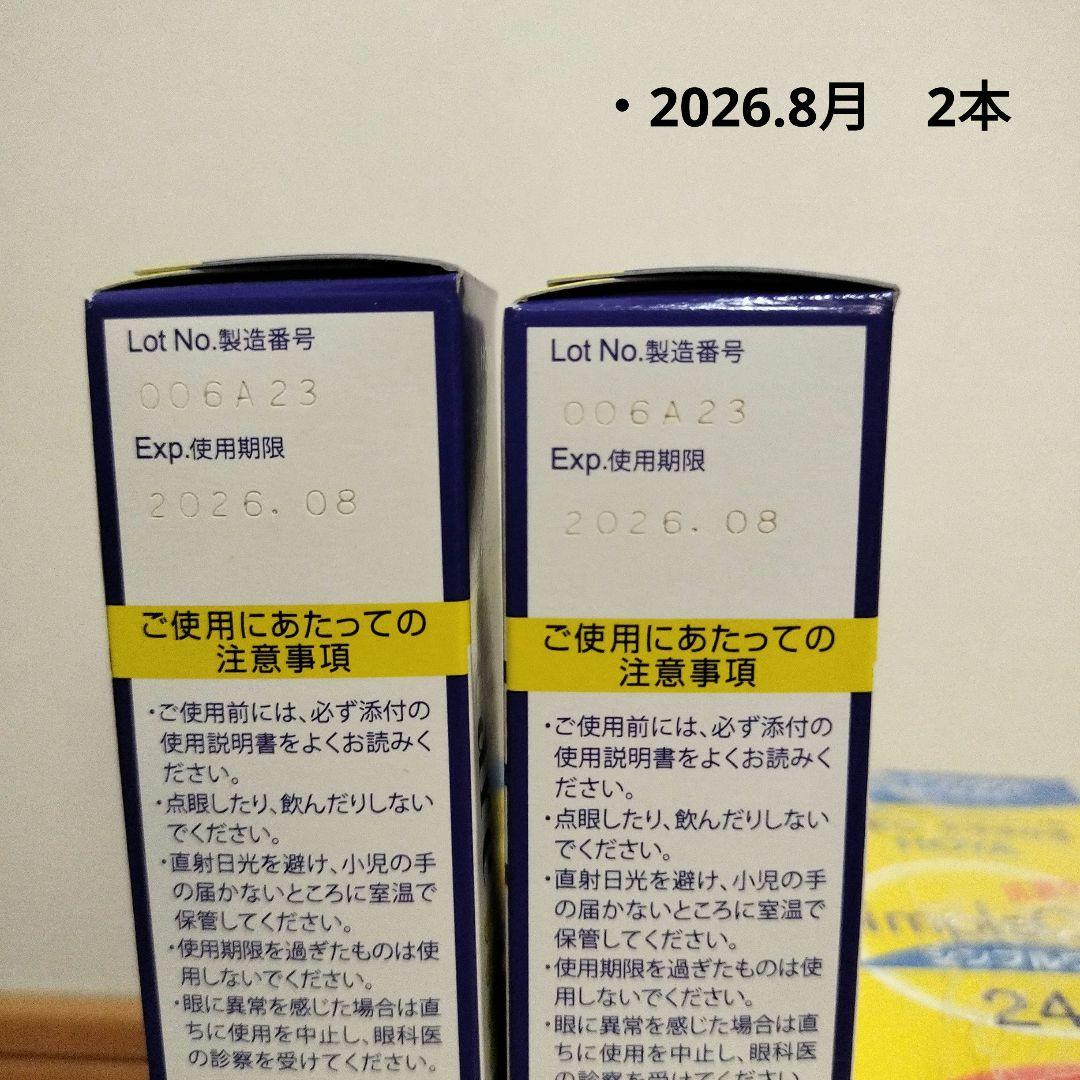 ・2026.8月　2本
Lot No.製造番号
006A23
Exp.使用期限
2026.08
ご使用にあたっての
注意事項
・ご使用前には、必ず添付の
使用説明書をよくお読みく
ださい。
・点眼したり、飲んだりしない
でください。
・直射日光を避け、小児の手
の届かないところに室温で
保管してください。
・使用期限を過ぎたものは使
用しないでください。
・眼に異常を感じた場合は直
ちに使用を中止し、眼科医
の診察を受けてください。
Lot No.製造番号
006A23
Exp.使用期限
2026.08
ご使用にあたっての
注意事項
・ご使用前には、必ず添付の
使用説明書をよくお読みく
ださい。
・点眼したり、飲んだりしない
でください。
・直射日光を避け、小児の手
の届かないところに室温で
保管してください。
・使用期限を過ぎたものは使
用しないでください。
・眼に異常を感じた場合は直
ちに使用を中止し、眼科医
の診察を受けてください。
24